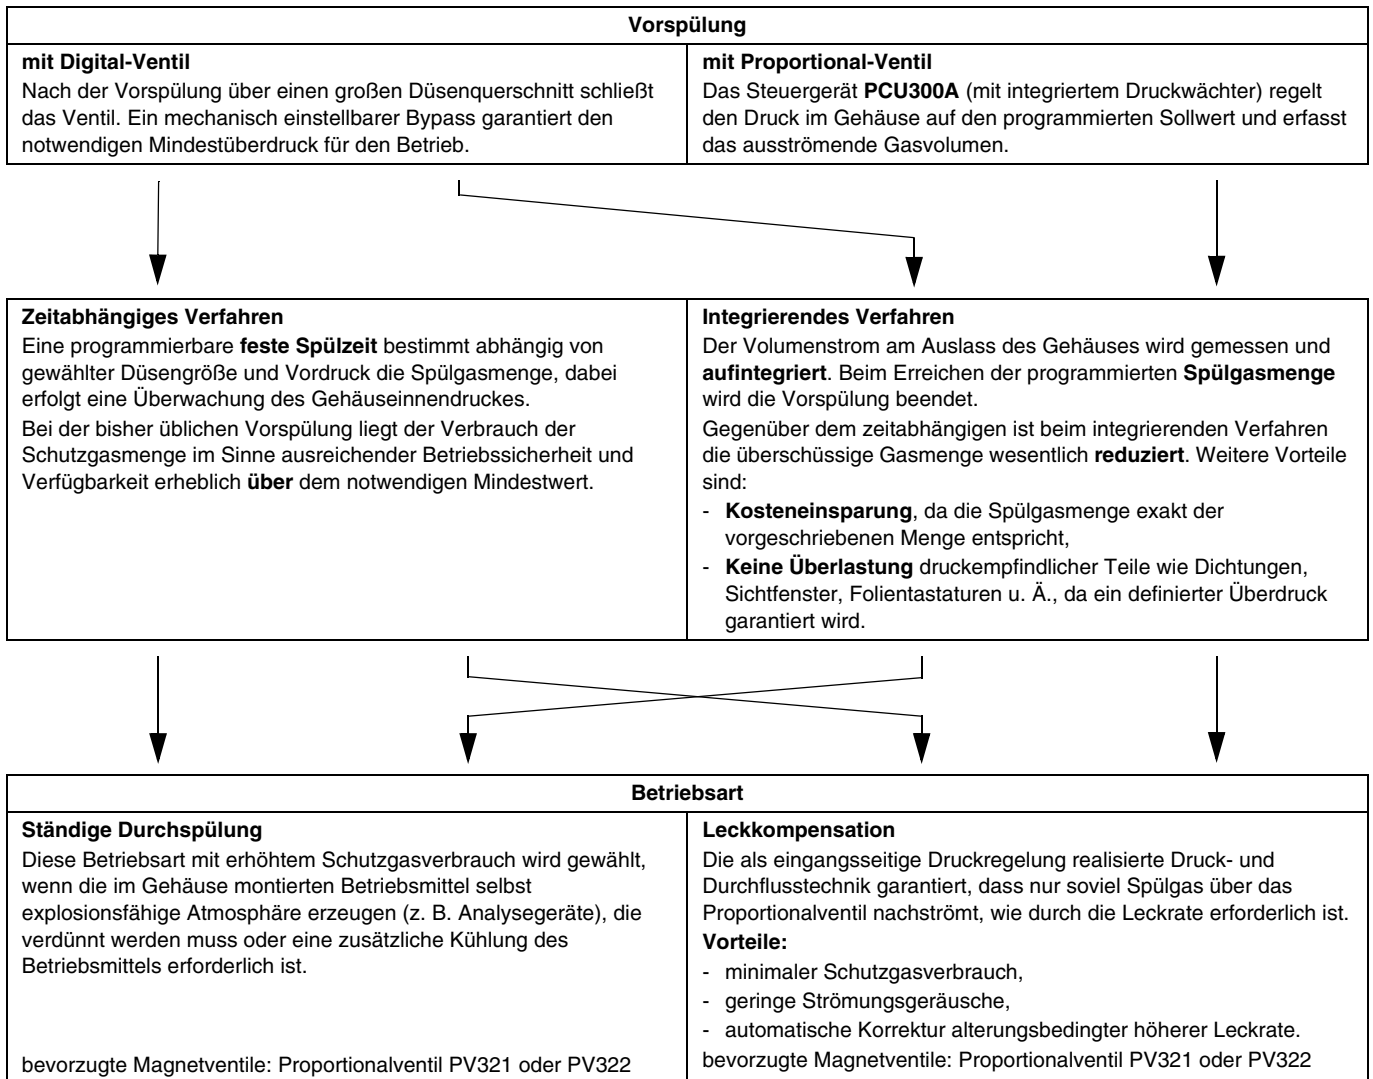 Vorspülung
mit Digital-Ventil
Nach der Vorspülung über einen großen Düsenquerschnitt schließt
das Ventil. Ein mechanisch einstellbarer Bypass garantiert den
notwendigen Mindestüberdruck für den Betrieb.
mit Proportional-Ventil
Das Steuergerät PCU300A (mit integriertem Druckwächter) regelt
den Druck im Gehäuse auf den programmierten Sollwert und erfasst
das ausströmende Gasvolumen.
Zeitabhängiges Verfahren
Eine programmierbare feste Spülzeit bestimmt abhängig von
gewählter Düsengröße und Vordruck die Spülgasmenge, dabei
erfolgt eine Überwachung des Gehäuseinnendruckes.
Bei der bisher üblichen Vorspülung liegt der Verbrauch der
Schutzgasmenge im Sinne ausreichender Betriebssicherheit und
Verfügbarkeit erheblich über dem notwendigen Mindestwert.
Integrierendes Verfahren
Der Volumenstrom am Auslass des Gehäuses wird gemessen und
aufintegriert. Beim Erreichen der programmierten Spülgasmenge
wird die Vorspülung beendet.
Gegenüber dem zeitabhängigen ist beim integrierenden Verfahren
die überschüssige Gasmenge wesentlich reduziert. Weitere Vorteile
sind:
- Kosteneinsparung, da die Spülgasmenge exakt der
vorgeschriebenen Menge entspricht,
- Keine Überlastung druckempfindlicher Teile wie Dichtungen,
Sichtfenster, Folientastaturen u. Ä., da ein definierter Überdruck
garantiert wird.
Betriebsart
Ständige Durchspülung
Diese Betriebsart mit erhöhtem Schutzgasverbrauch wird gewählt,
wenn die im Gehäuse montierten Betriebsmittel selbst
explosionsfähige Atmosphäre erzeugen (z. B. Analysegeräte), die
verdünnt werden muss oder eine zusätzliche Kühlung des
Betriebsmittels erforderlich ist.
bevorzugte Magnetventile: Proportionalventil PV321 oder PV322
Leckkompensation
Die als eingangsseitige Druckregelung realisierte Druck- und
Durchflusstechnik garantiert, dass nur soviel Spülgas über das
Proportionalventil nachströmt, wie durch die Leckrate erforderlich ist.
Vorteile:
- minimaler Schutzgasverbrauch,
- geringe Strömungsgeräusche,
- automatische Korrektur alterungsbedingter höherer Leckrate.
bevorzugte Magnetventile: Proportionalventil PV321 oder PV322